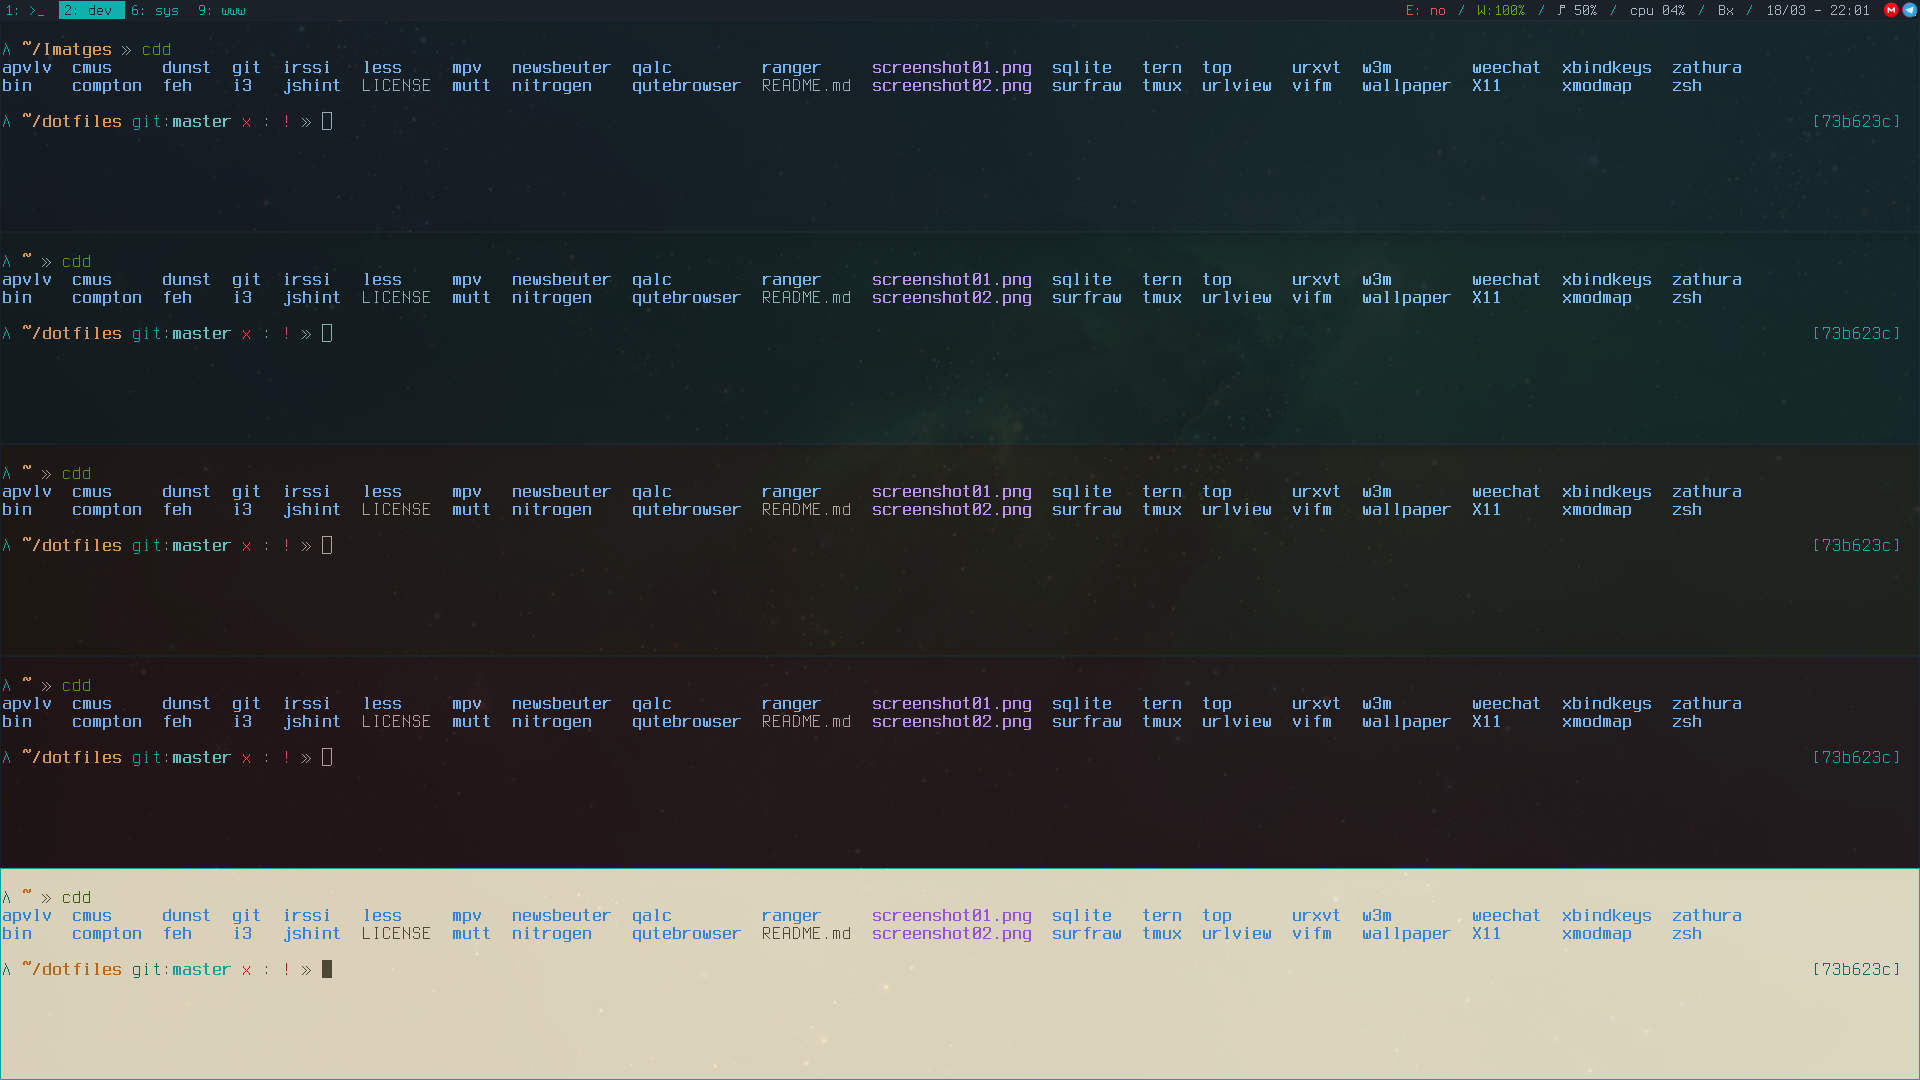 1: >_ 2: dev 6: sys 9: www E: no / W:100% / 50% / cpu 04% / Bx / 18/03 - 22:01
λ ~/Imatges » cdd
apvlv cmus dunst git irssi less mpv newsbeuter qalc ranger screenshot01.png sqlite tern top urxvt w3m weechat xbindkeys zathura
bin compton feh i3 jshint LICENSE mutt nitrogen qutebrowser README.md screenshot02.png surfraw tmux urlview vifm wallpaper X11 xmodmap zsh
λ ~/dotfiles git:master x : ! » [73b623c]
λ ~ » cdd
apvlv cmus dunst git irssi less mpv newsbeuter qalc ranger screenshot01.png sqlite tern top urxvt w3m weechat xbindkeys zathura
bin compton feh i3 jshint LICENSE mutt nitrogen qutebrowser README.md screenshot02.png surfraw tmux urlview vifm wallpaper X11 xmodmap zsh
λ ~/dotfiles git:master x : ! » [73b623c]
λ ~ » cdd
apvlv cmus dunst git irssi less mpv newsbeuter qalc ranger screenshot01.png sqlite tern top urxvt w3m weechat xbindkeys zathura
bin compton feh i3 jshint LICENSE mutt nitrogen qutebrowser README.md screenshot02.png surfraw tmux urlview vifm wallpaper X11 xmodmap zsh
λ ~/dotfiles git:master x : ! » [73b623c]
λ ~ » cdd
apvlv cmus dunst git irssi less mpv newsbeuter qalc ranger screenshot01.png sqlite tern top urxvt w3m weechat xbindkeys zathura
bin compton feh i3 jshint LICENSE mutt nitrogen qutebrowser README.md screenshot02.png surfraw tmux urlview vifm wallpaper X11 xmodmap zsh
λ ~/dotfiles git:master x : ! » [73b623c]
λ ~ » cdd
apvlv cmus dunst git irssi less mpv newsbeuter qalc ranger screenshot01.png sqlite tern top urxvt w3m weechat xbindkeys zathura
bin compton feh i3 jshint LICENSE mutt nitrogen qutebrowser README.md screenshot02.png surfraw tmux urlview vifm wallpaper X11 xmodmap zsh
λ ~/dotfiles git:master x : ! » [73b623c]